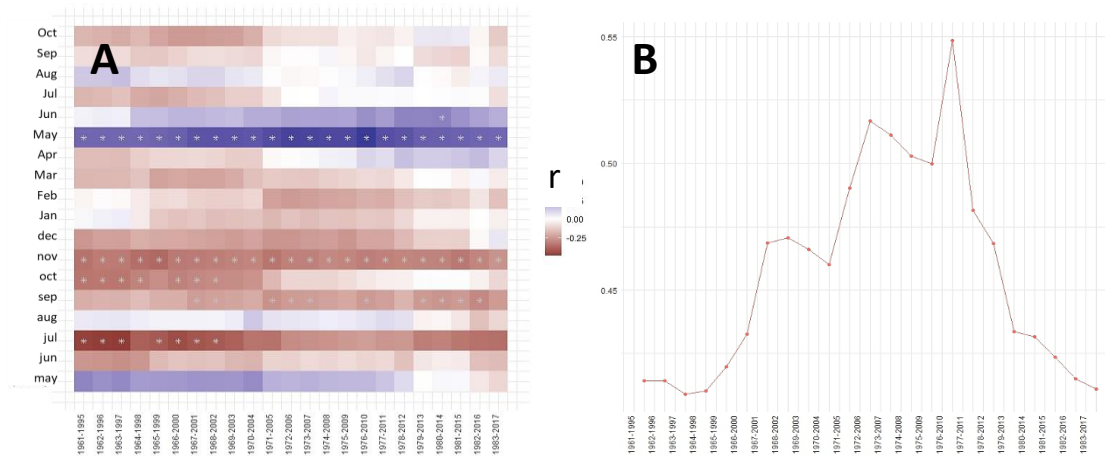 A
Oct
Sep
Aug
Jul
Jun
May
Apr
Mar
Feb
Jan
dec
nov
oct
sep
aug
jul
jun
may
1961-1995
1962-1996
1963-1997
1964-1998
1965-1999
1966-2000
1967-2001
1968-2002
1969-2003
1970-2004
1971-2005
1972-2006
1973-2007
1974-2008
1975-2009
1976-2010
1977-2011
1978-2012
1979-2013
1980-2014
1981-2015
1982-2016
1983-2017
r
0.00
-0.25
B
0.55
0.50
0.45
1961-1995
1962-1996
1963-1997
1964-1998
1965-1999
1966-2000
1967-2001
1968-2002
1969-2003
1970-2004
1971-2005
1972-2006
1973-2007
1974-2008
1975-2009
1976-2010
1977-2011
1978-2012
1979-2013
1980-2014
1981-2015
1982-2016
1983-2017